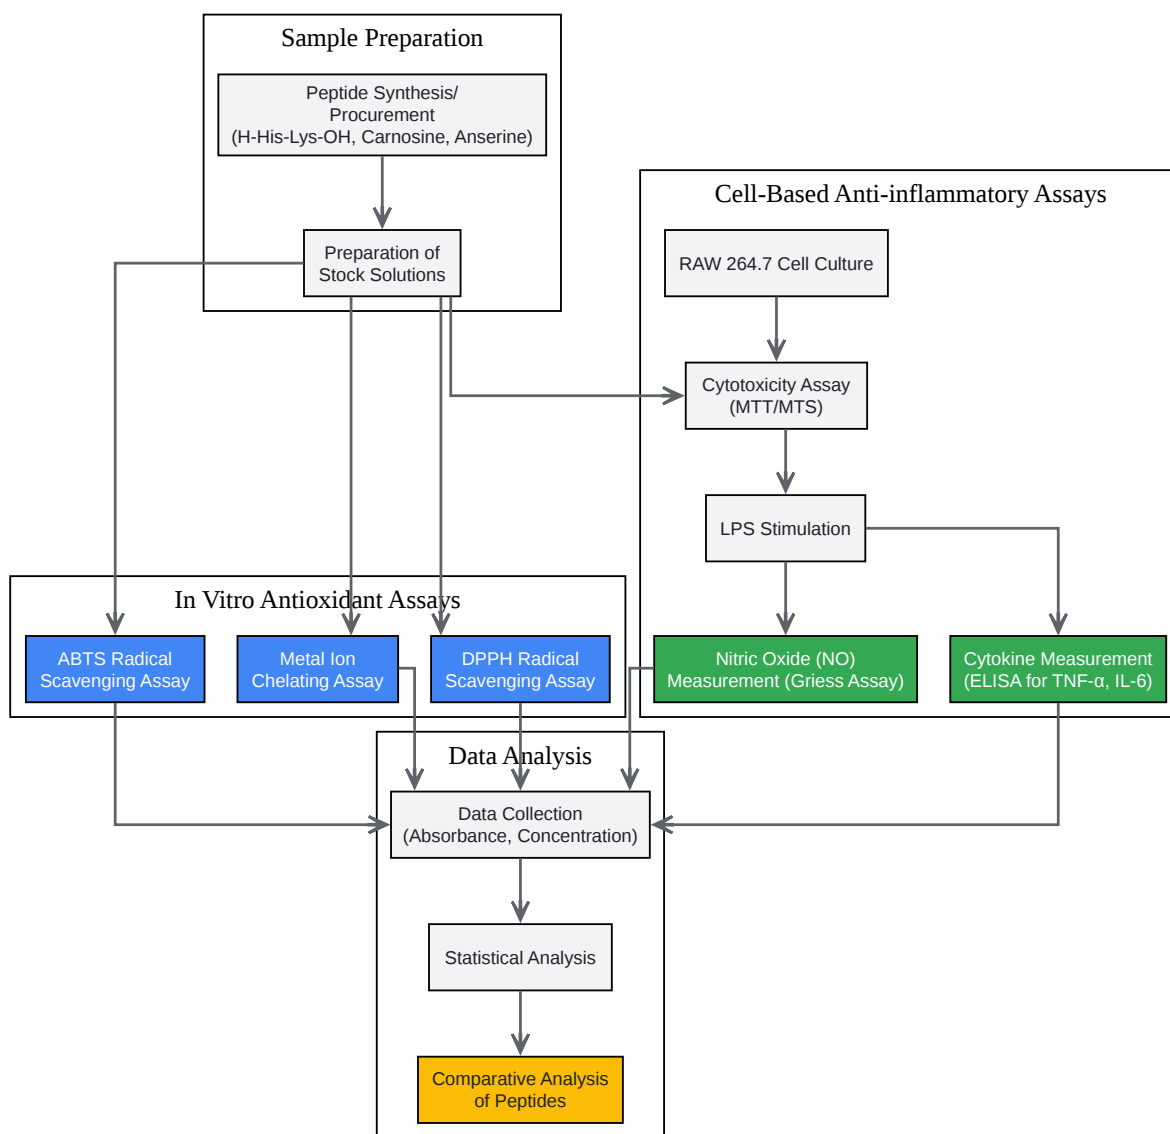 Sample Preparation
Peptide Synthesis/
Procurement
(H-His-Lys-OH, Carnosine, Anserine)
Preparation of
Stock Solutions
Cell-Based Anti-inflammatory Assays
RAW 264.7 Cell Culture
Cytotoxicity Assay
(MTT/MTS)
LPS Stimulation
In Vitro Antioxidant Assays
ABTS Radical
Scavenging Assay
Metal Ion
Chelating Assay
DPPH Radical
Scavenging Assay
Nitric Oxide (NO)
Measurement (Griess Assay)
Cytokine Measurement
(ELISA for TNF-α, IL-6)
Data Analysis
Data Collection
(Absorbance, Concentration)
Statistical Analysis
Comparative Analysis
of Peptides